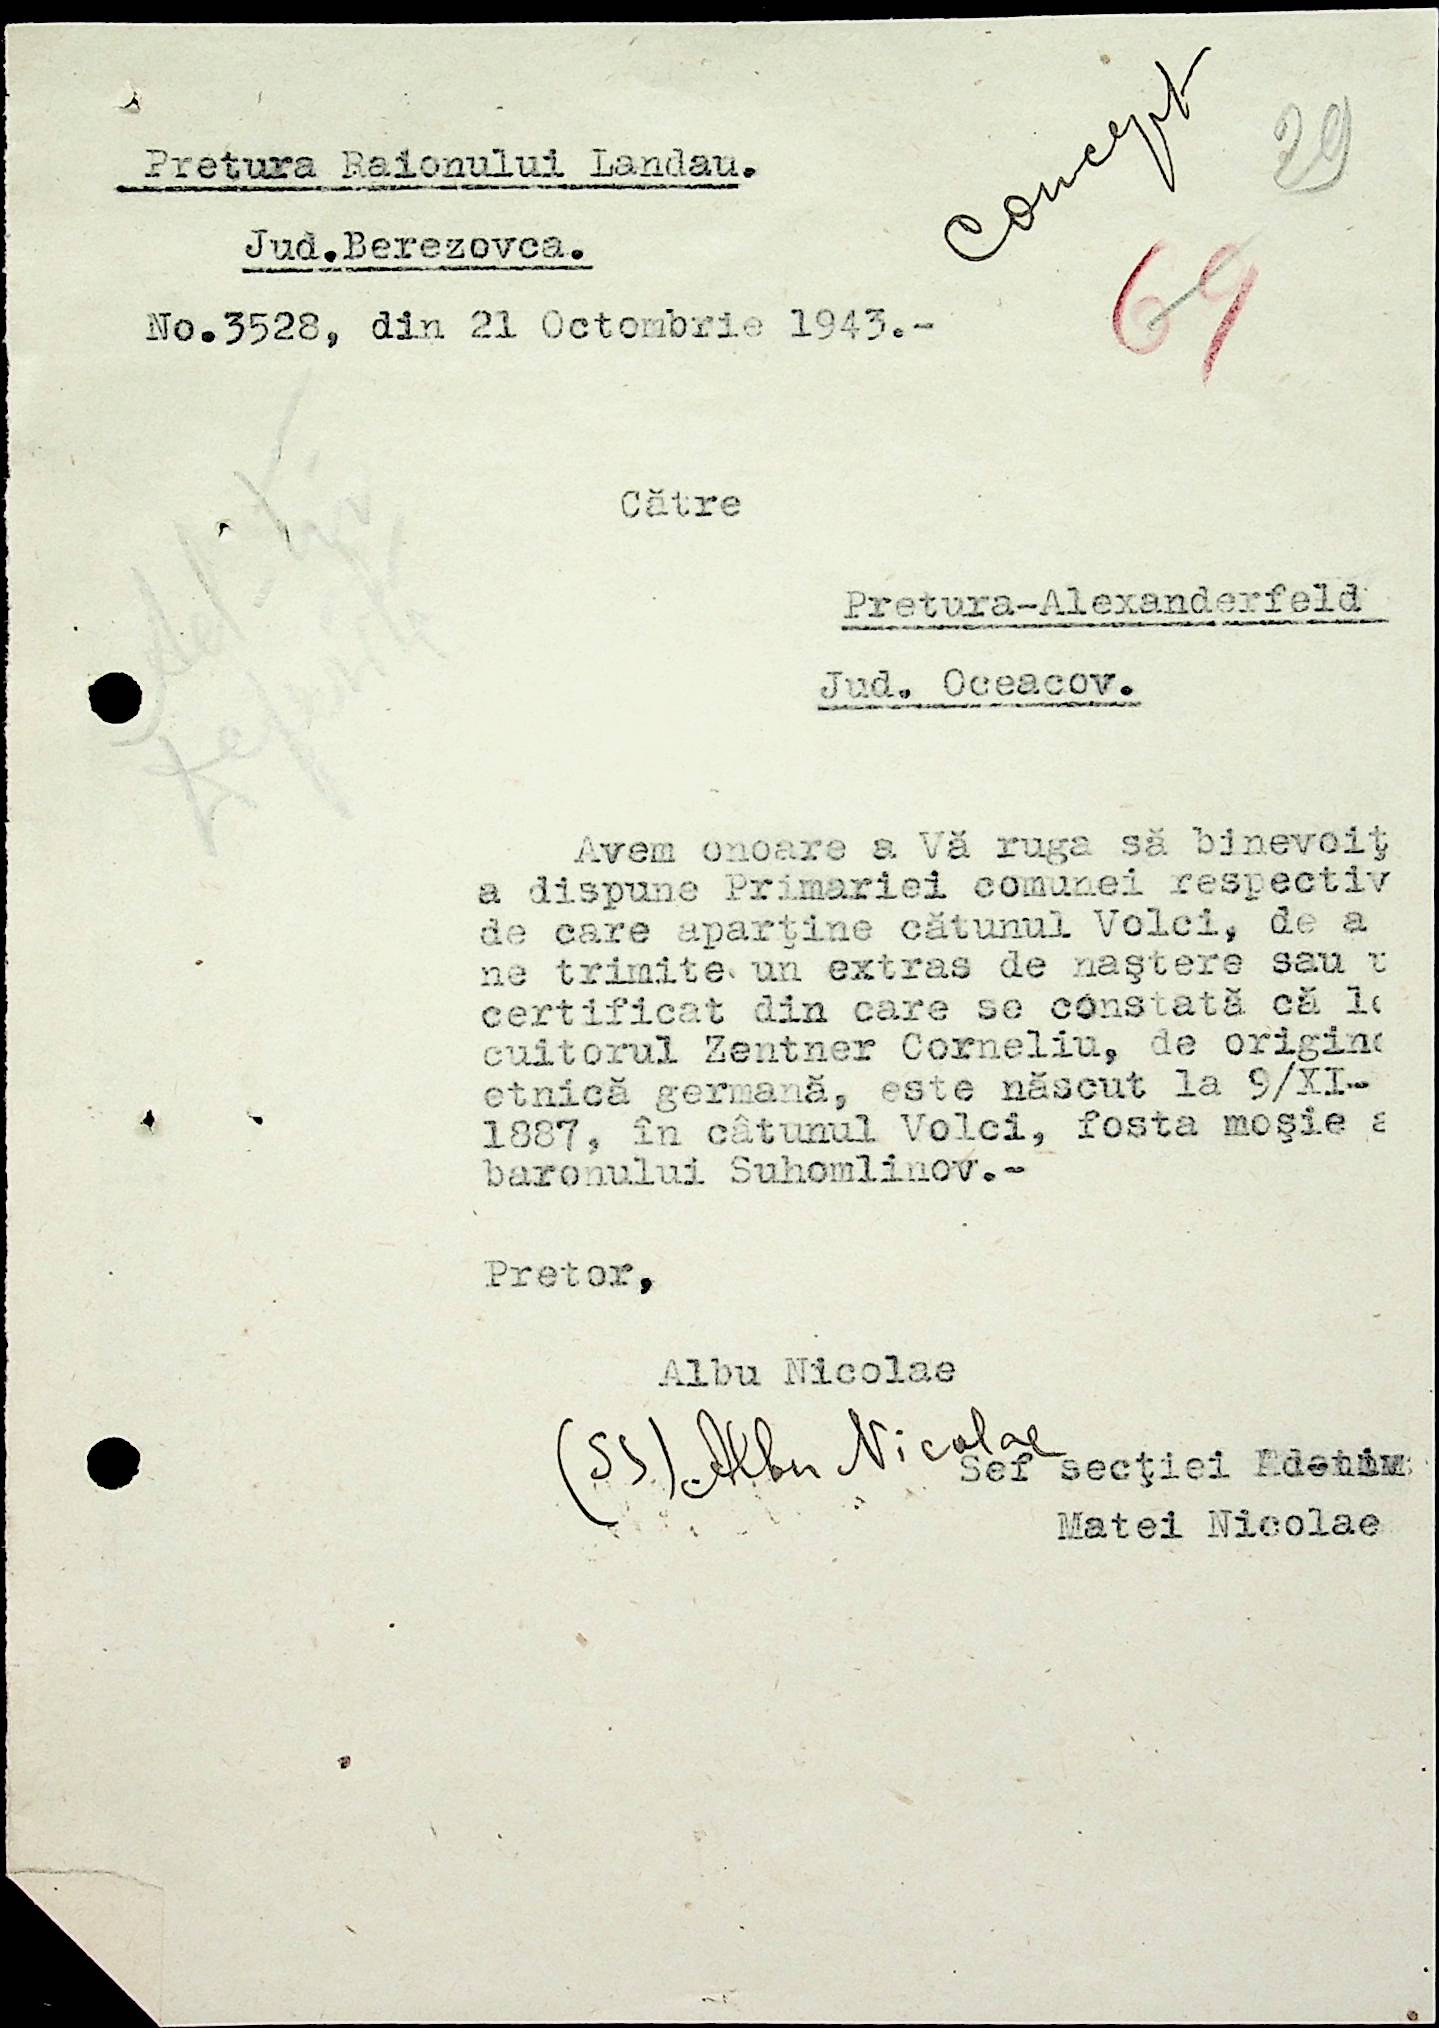 concept
29
69
Pretura Raionului Landau.
Jud.Berezovca.
No.3528, din 21 Octombrie 1943.-
Către
Pretura-Alexanderfeld
Jud. Oceacov.
Avem onoare a Vă ruga să binevoiţ
a dispune Primariei comunei respectiv
de care aparţine cătunul Volci, de a
ne trimite un extras de naştere sau
certificat din care se constată că lo
cuitorul Zentner Corneliu, de origine
etnică germană, este născut la 9/XI-
1887, în câtunul Volci, fosta moşie a
baronului Suhomlinov.-
Pretor,
Albu Nicolae
(SS) Albu Nicolae
Sef secţiei
Matei Nicolae